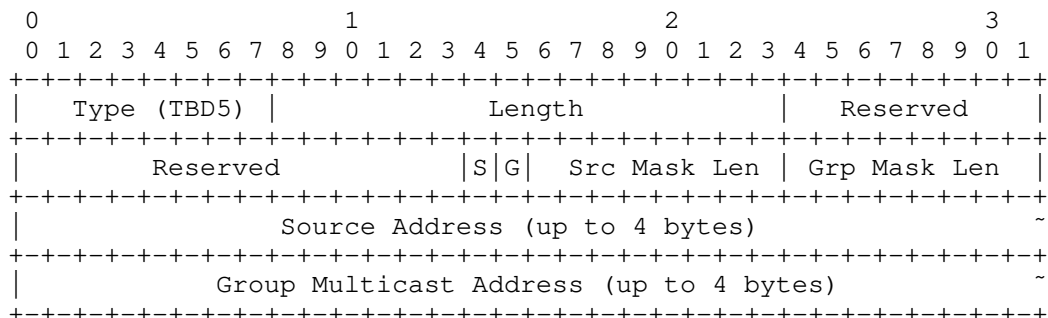 0                   1                   2                   3
 0 1 2 3 4 5 6 7 8 9 0 1 2 3 4 5 6 7 8 9 0 1 2 3 4 5 6 7 8 9 0 1
+-+-+-+-+-+-+-+-+-+-+-+-+-+-+-+-+-+-+-+-+-+-+-+-+-+-+-+-+-+-+-+-+
|   Type (TBD5) |             Length            |   Reserved    |
+-+-+-+-+-+-+-+-+-+-+-+-+-+-+-+-+-+-+-+-+-+-+-+-+-+-+-+-+-+-+-+-+
|        Reserved           |S|G|  Src Mask Len | Grp Mask Len  |
+-+-+-+-+-+-+-+-+-+-+-+-+-+-+-+-+-+-+-+-+-+-+-+-+-+-+-+-+-+-+-+-+
|                Source Address (up to 4 bytes)                 ~
+-+-+-+-+-+-+-+-+-+-+-+-+-+-+-+-+-+-+-+-+-+-+-+-+-+-+-+-+-+-+-+-+
|            Group Multicast Address (up to 4 bytes)            ~
+-+-+-+-+-+-+-+-+-+-+-+-+-+-+-+-+-+-+-+-+-+-+-+-+-+-+-+-+-+-+-+-+